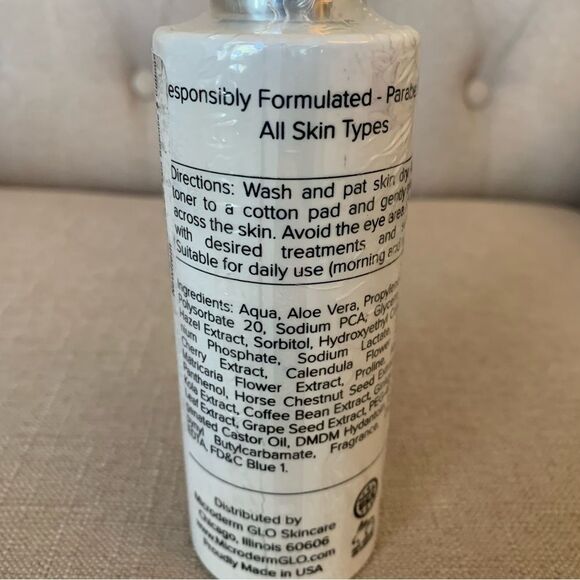 esponsibly Formulated - Parabe
All Skin Types
Directions: Wash and pat skin dry
toner to a cotton pad and gently
across the skin. Avoid the eye area
with desired treatments and
Suitable for daily use (morning and
Ingredients: Aqua, Aloe Vera, Propylene
Polysorbate 20, Sodium PCA, Glycerin
Hazel Extract, Sorbitol, Hydroxyethyl
nium Phosphate, Sodium Lactate,
Cherry Extract, Calendula Flower
Matricaria Flower Extract, Proline,
Panthenol, Horse Chestnut Seed
Kola Extract, Coffee Bean Extract,
Leaf Extract, Grape Seed Extract,
genated Castor Oil, DMDM Hydantoin,
Butylcarbamate, Fragrance,
EDTA, FD&C Blue 1.
Distributed by
Microderm GLO Skincare
Chicago, Illinois 60606
www.MicrodermGLO.com
Proudly Made in USA